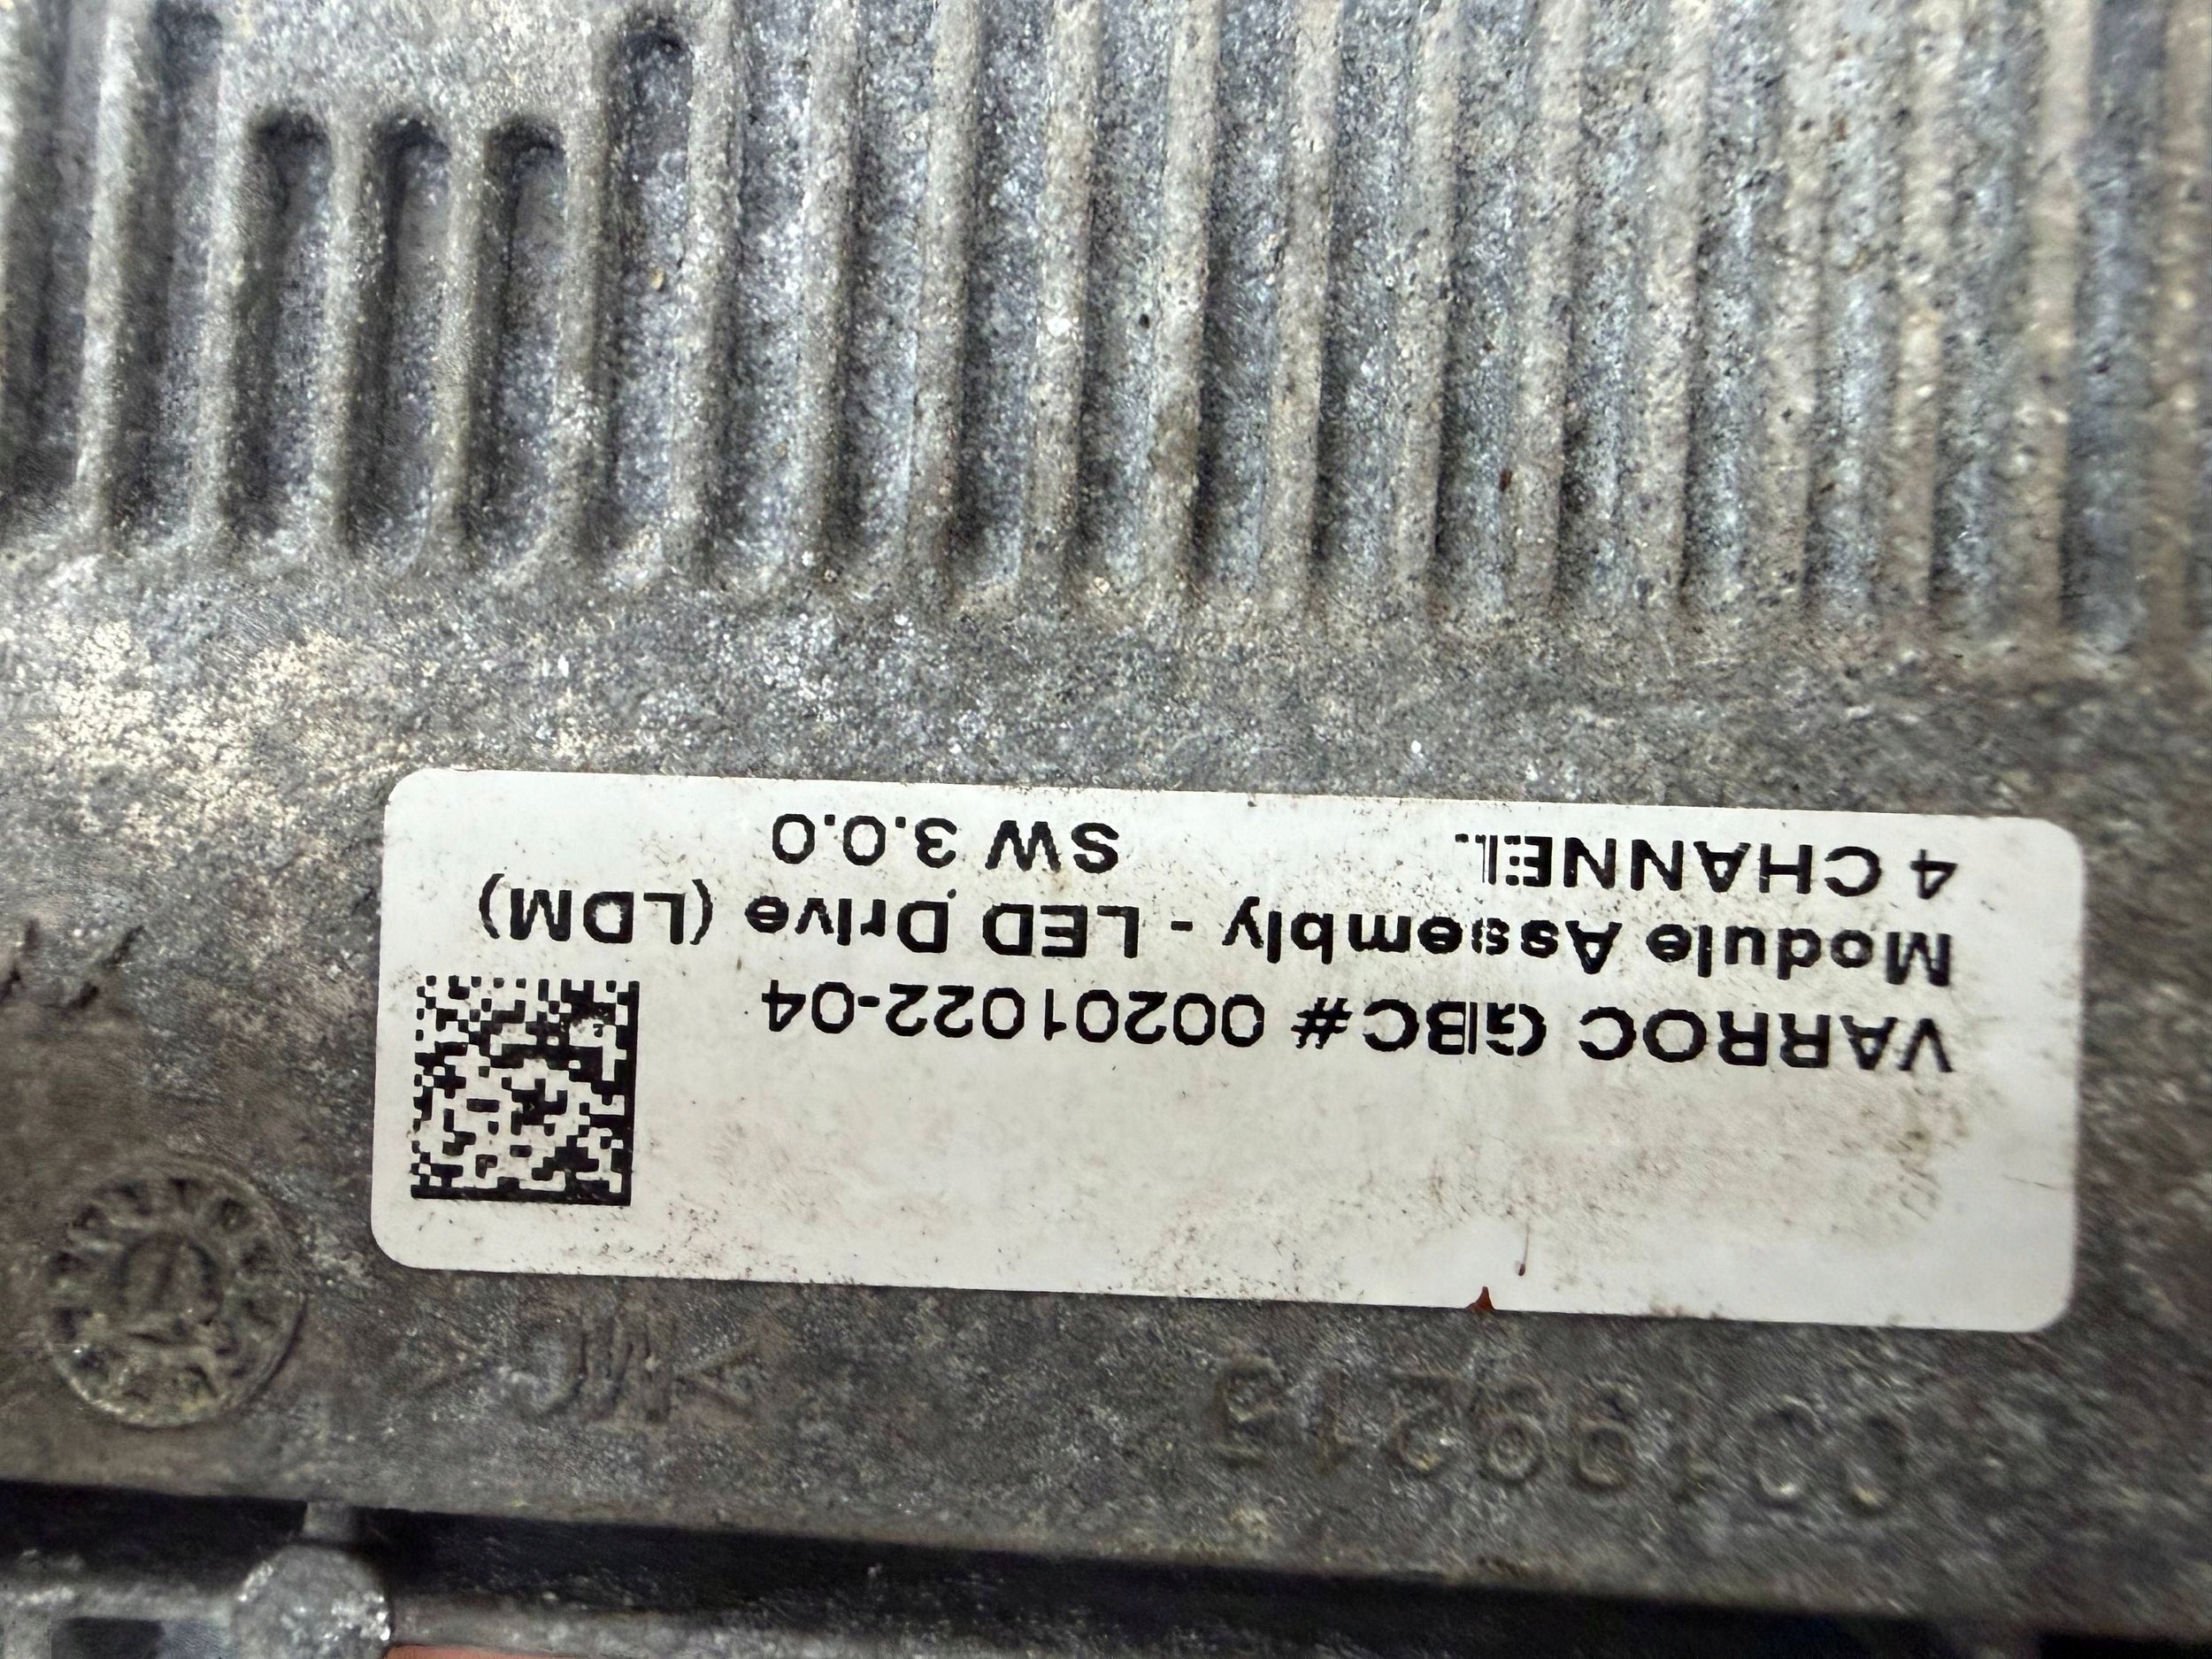 VARROC GBC# 00201022-04
Module Assembly - LED Drive (LDM)
4 CHANNEL. SW 3.0.0